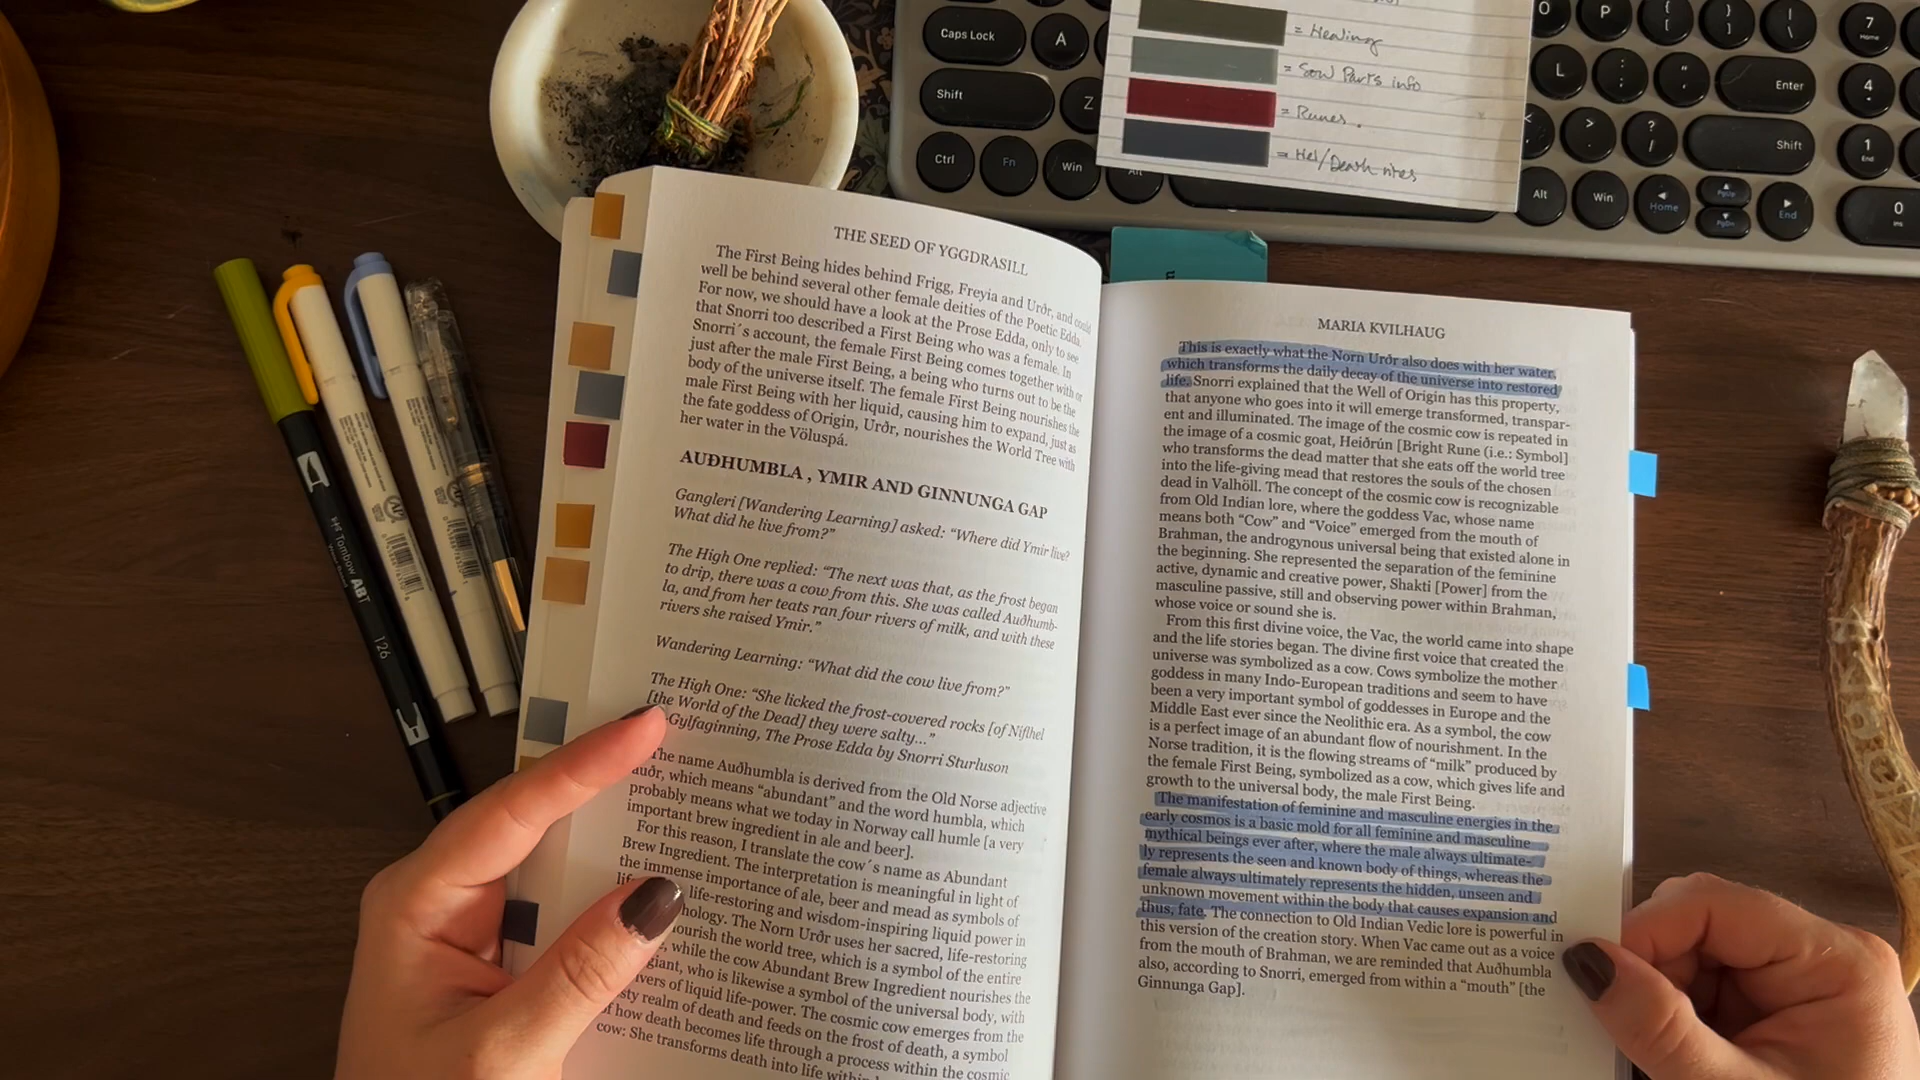 = Healing
= Soul Parts info
= Runes.
= Hel/Death rites
Caps Lock
A
Shift
Z
Ctrl
Fn
Win
Alt
O
P
{
[
}
]
|
\
7
Home
L
:
;
"
Enter
4
<
>
.
?
/
Shift
1
End
Alt
Win
Home
PgUp
PgDn
End
0
Ins
Tombow ABT
126
THE SEED OF YGGDRASILL
The First Being hides behind Frigg, Freyia and Urðr, and could
well be behind several other female deities of the Poetic Edda.
For now, we should have a look at the Prose Edda, only to see
that Snorri too described a First Being who was a female. In
Snorri´s account, the female First Being comes together with or
just after the male First Being, a being who turns out to be the
body of the universe itself. The female First Being nourishes the
male First Being with her liquid, causing him to expand, just as
the fate goddess of Origin, Urðr, nourishes the World Tree with
her water in the Völuspá.
AUÐHUMBLA , YMIR AND GINNUNGA GAP
Gangleri [Wandering Learning] asked: “Where did Ymir live?
What did he live from?”
The High One replied: “The next was that, as the frost began
to drip, there was a cow from this. She was called Auðhumb-
la, and from her teats ran four rivers of milk, and with these
rivers she raised Ymir.”
Wandering Learning: “What did the cow live from?”
The High One: “She licked the frost-covered rocks [of Niflhel
[the World of the Dead] they were salty...”
Gylfaginning, The Prose Edda by Snorri Sturluson
The name Auðhumbla is derived from the Old Norse adjective
auðr, which means “abundant” and the word humbla, which
probably means what we today in Norway call humle [a very
important brew ingredient in ale and beer].
For this reason, I translate the cow´s name as Abundant
Brew Ingredient. The interpretation is meaningful in light of
the immense importance of ale, beer and mead as symbols of
life-restoring and wisdom-inspiring liquid power in
The Norn Urðr uses her sacred, life-restoring
nourish the world tree, which is a symbol of the entire
while the cow Abundant Brew Ingredient nourishes the
giant, who is likewise a symbol of the universal body, with
of liquid life-power. The cosmic cow emerges from the
realm of death and feeds on the frost of death, a symbol
how death becomes life through a process within the cosmic
cow: She transforms death into life
MARIA KVILHAUG
This is exactly what the Norn Urðr also does with her water,
which transforms the daily decay of the universe into restored
life. Snorri explained that the Well of Origin has this property,
that anyone who goes into it will emerge transformed, transpar-
ent and illuminated. The image of the cosmic cow is repeated in
the image of a cosmic goat, Heiðrún [Bright Rune (i.e.: Symbol]
who transforms the dead matter that she eats off the world tree
into the life-giving mead that restores the souls of the chosen
dead in Valhöll. The concept of the cosmic cow is recognizable
from Old Indian lore, where the goddess Vac, whose name
means both “Cow” and “Voice” emerged from the mouth of
Brahman, the androgynous universal being that existed alone in
the beginning. She represented the separation of the feminine
active, dynamic and creative power, Shakti [Power] from the
masculine passive, still and observing power within Brahman,
whose voice or sound she is.
From this first divine voice, the Vac, the world came into shape
and the life stories began. The divine first voice that created the
universe was symbolized as a cow. Cows symbolize the mother
goddess in many Indo-European traditions and seem to have
been a very important symbol of goddesses in Europe and the
Middle East ever since the Neolithic era. As a symbol, the cow
is a perfect image of an abundant flow of nourishment. In the
Norse tradition, it is the flowing streams of “milk” produced by
the female First Being, symbolized as a cow, which gives life and
growth to the universal body, the male First Being.
The manifestation of feminine and masculine energies in the
early cosmos is a basic mold for all feminine and masculine
mythical beings ever after, where the male always ultimate-
ly represents the seen and known body of things, whereas the
female always ultimately represents the hidden, unseen and
unknown movement within the body that causes expansion and
thus, fate. The connection to Old Indian Vedic lore is powerful in
this version of the creation story. When Vac came out as a voice
from the mouth of Brahman, we are reminded that Auðhumbla
also, according to Snorri, emerged from within a “mouth” [the
Ginnunga Gap].